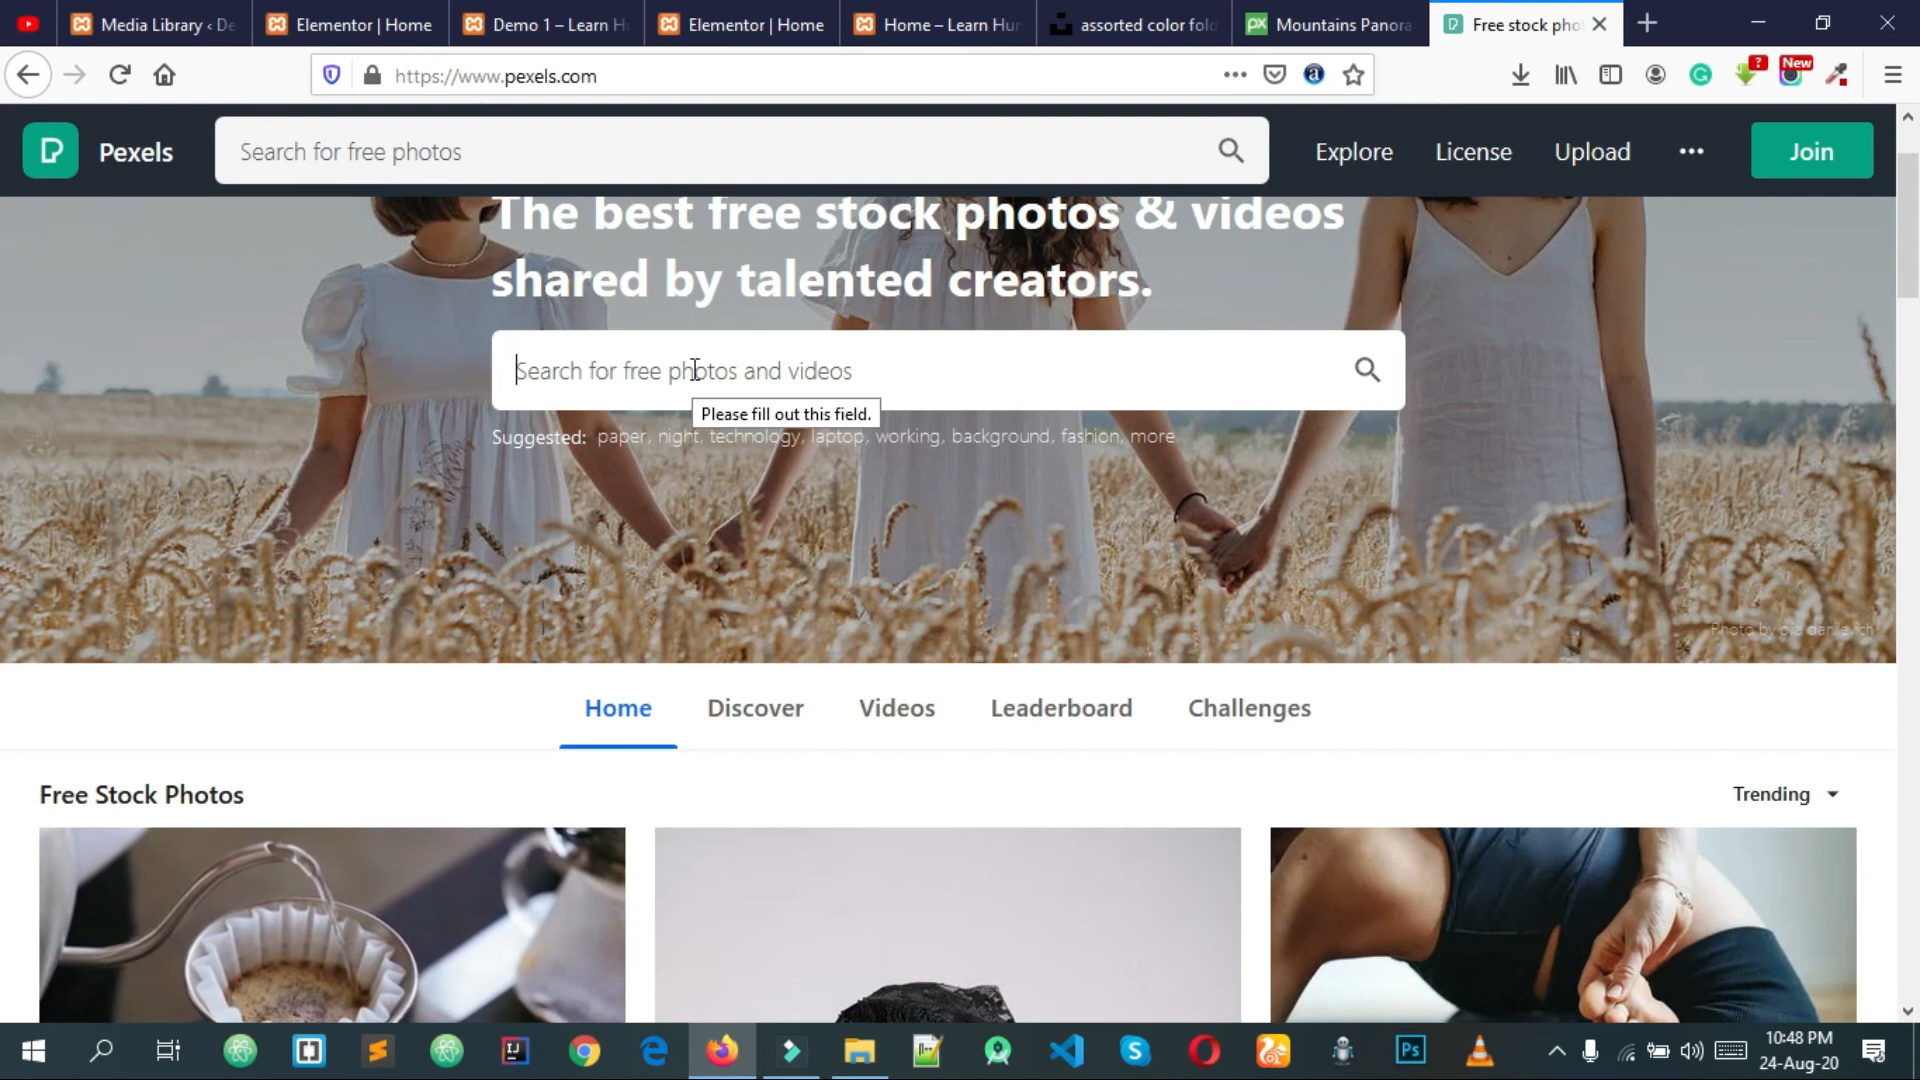 Media Library ‹ De
Elementor | Home
Demo 1 – Learn H
Elementor | Home
Home – Learn Hun
assorted color fold
Mountains Panora
Free stock pho
https://www.pexels.com
?
New
Pexels
Search for free photos
Explore
License
Upload
Join
The best free stock photos & videos
shared by talented creators.
Search for free photos and videos
Please fill out this field.
Suggested: paper, night, technology, laptop, working, background, fashion, more
Home
Discover
Videos
Leaderboard
Challenges
Free Stock Photos
Trending
10:48 PM
24-Aug-20